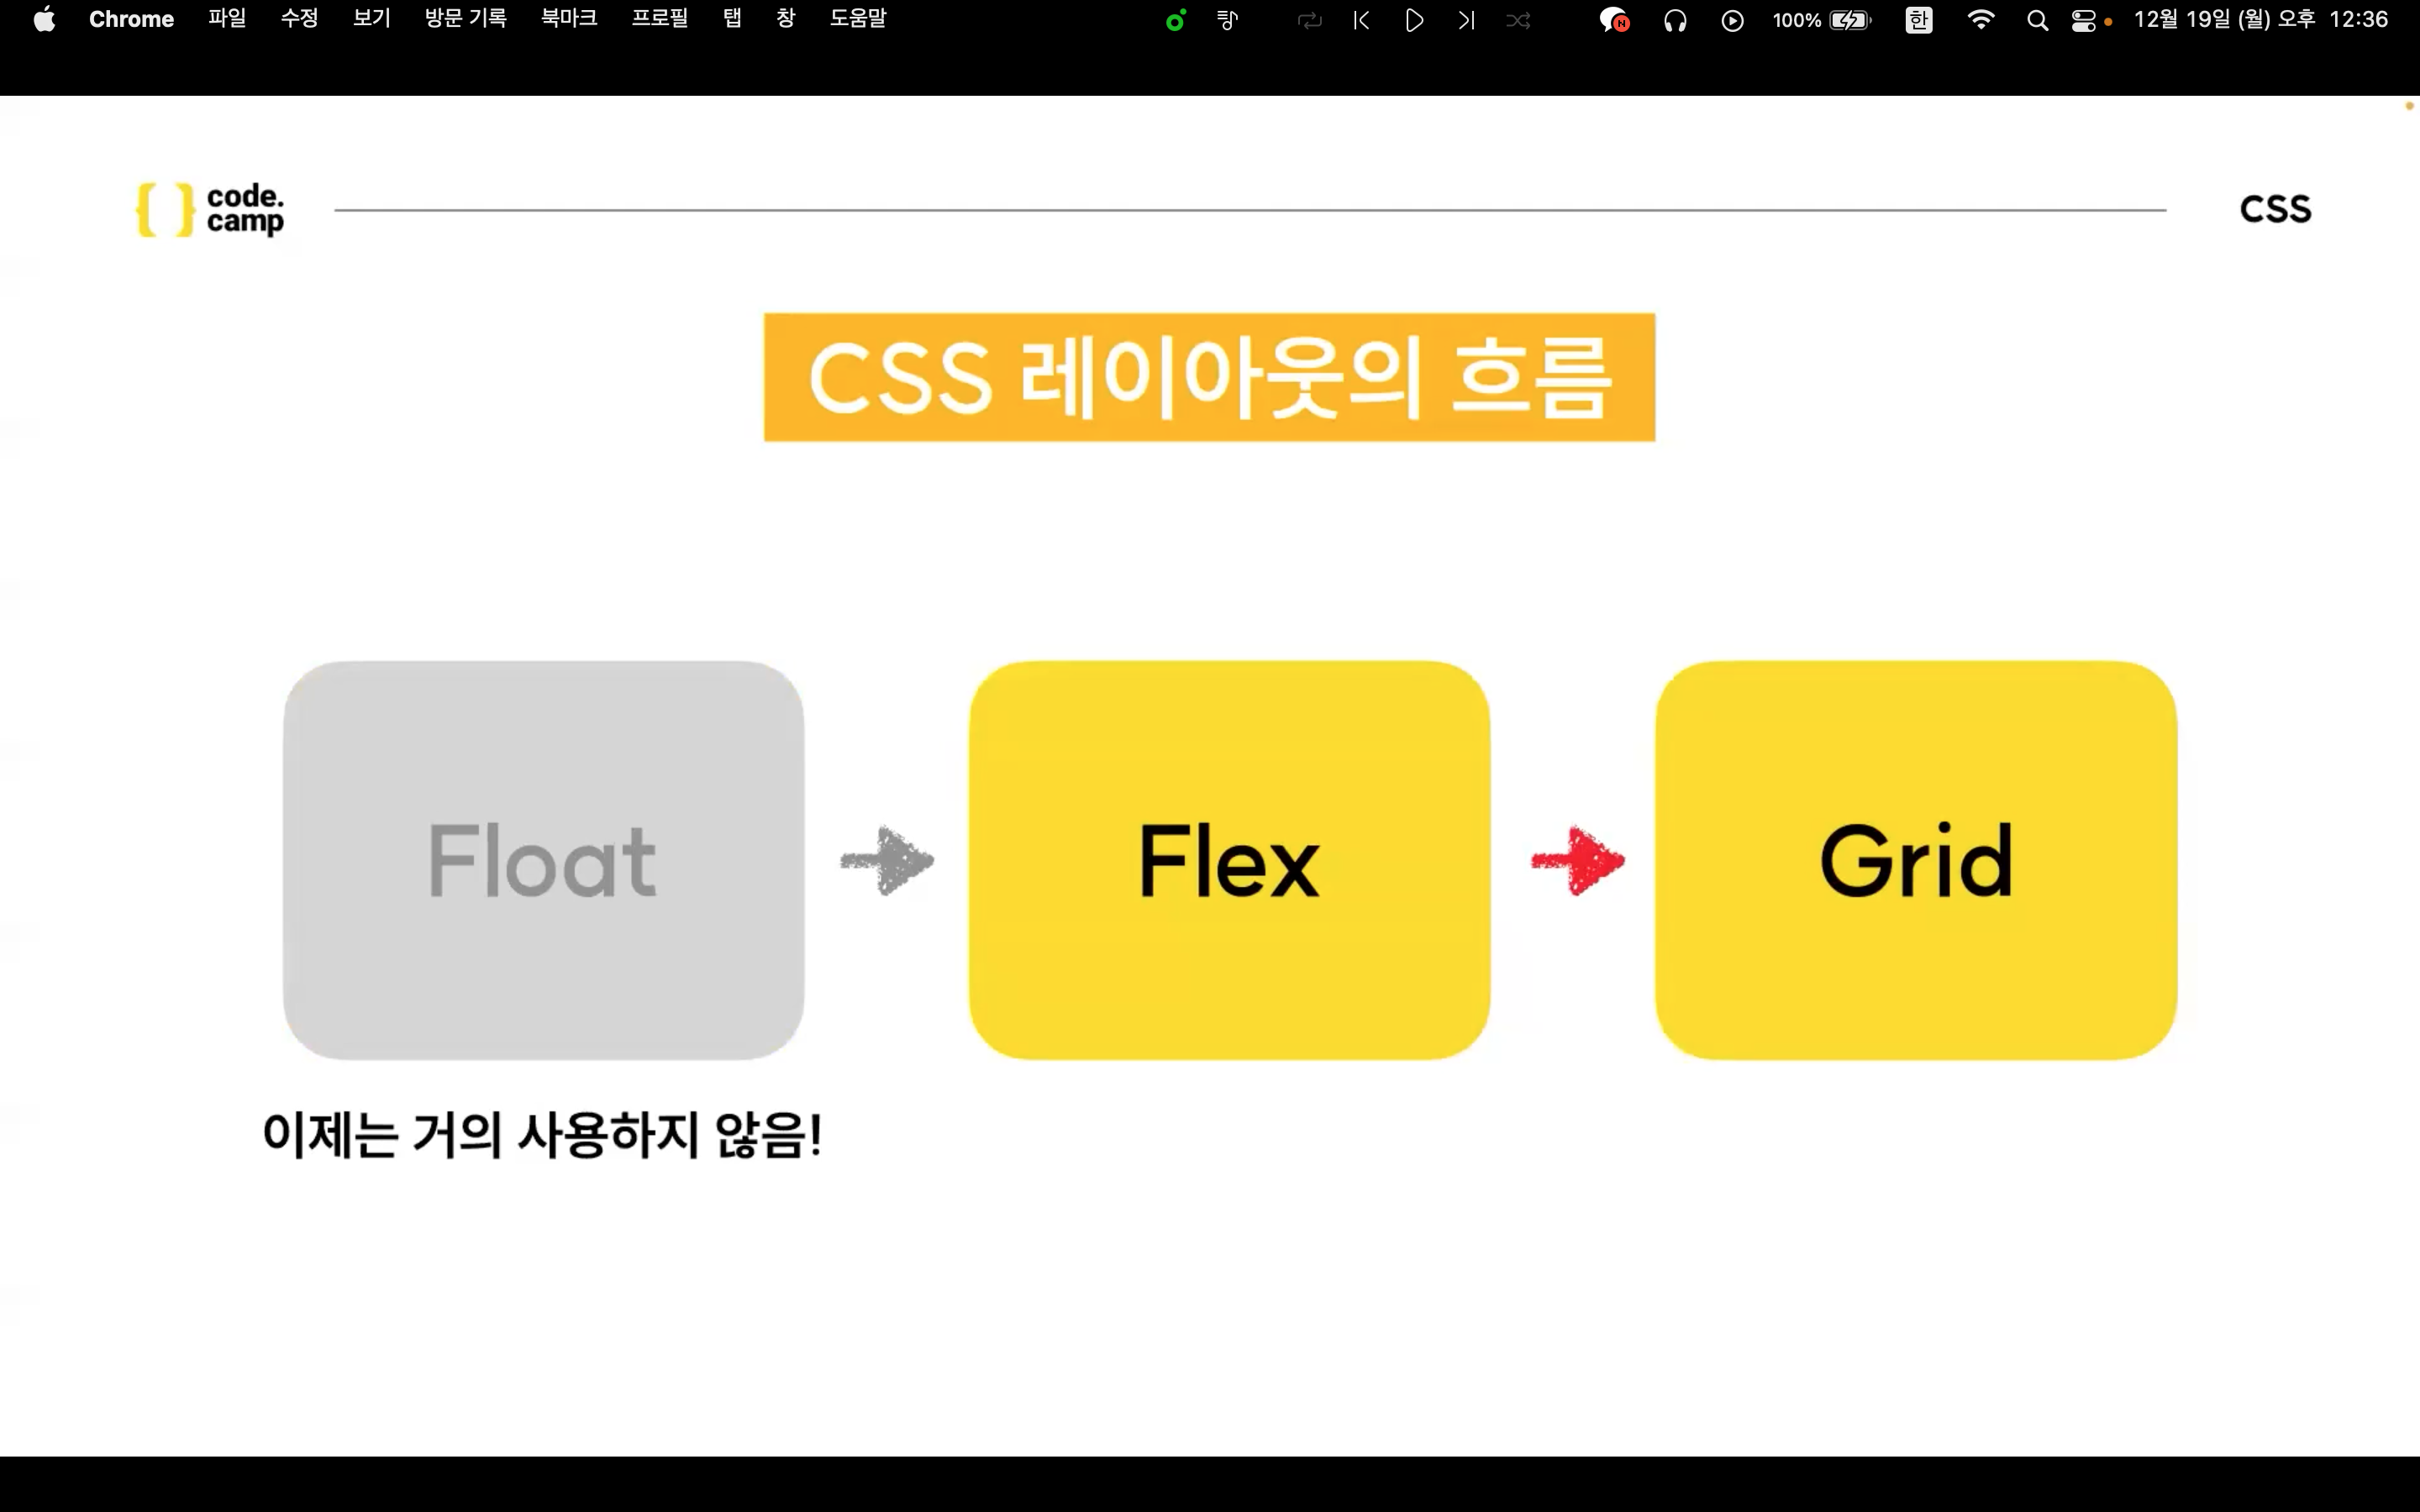 Chrome 파일 수정 보기 방문 기록 북마크 프로필 탭 창 도움말 N 100% 한 12월 19일 (월) 오후 12:36
{ } code.
camp
CSS
CSS 레이아웃의 흐름
Float
Flex
Grid
이제는 거의 사용하지 않음!